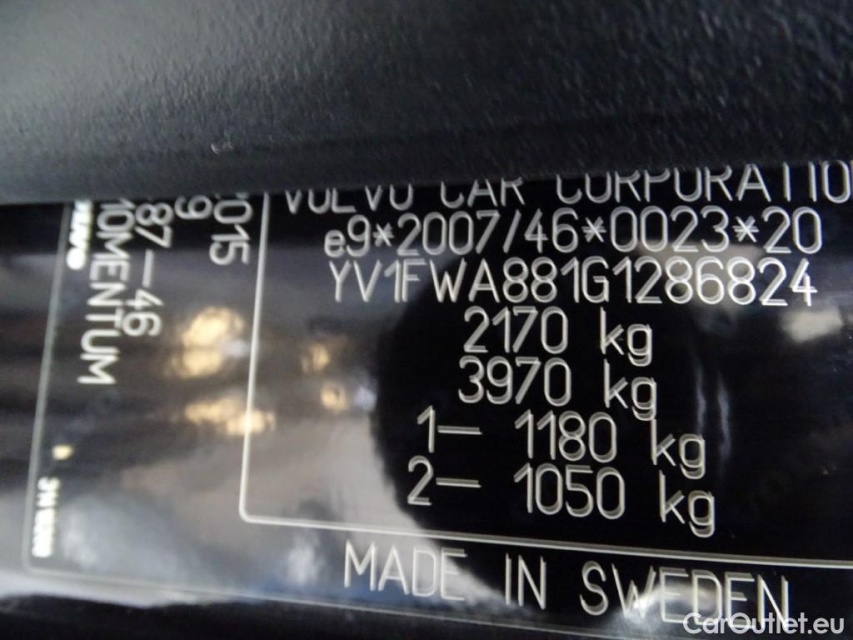 VOLVO CAR CORPORATIO
e9*2007/46*0023*20
YV1FWA881G1286824
2170 kg
3970 kg
1– 1180 kg
2– 1050 kg
MADE IN SWEDEN
015
9
87–46
MOMENTUM
CarOutlet.eu